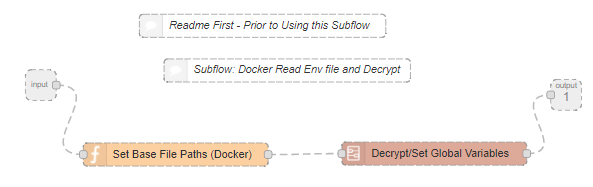 Readme First - Prior to Using this Subflow
Subflow: Docker Read Env file and Decrypt
input
output
1
Set Base File Paths (Docker)
Decrypt/Set Global Variables